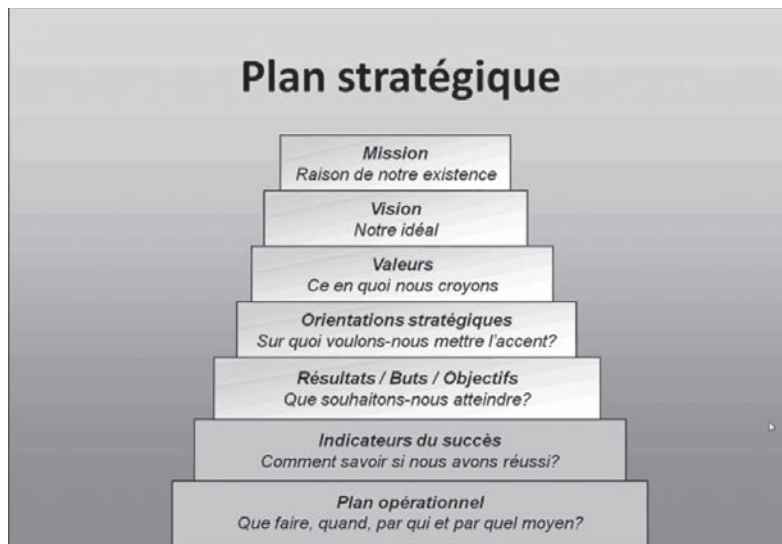 Plan stratégique
Mission
Raison de notre existence
Vision
Notre idéal
Valeurs
Ce en quoi nous croyons
Orientations stratégiques
Sur quoi voulons-nous mettre l'accent?
Résultats / Buts / Objectifs
Que souhaitons-nous atteindre?
Indicateurs du succès
Comment savoir si nous avons réussi?
Plan opérationnel
Que faire, quand, par qui et par quel moyen?